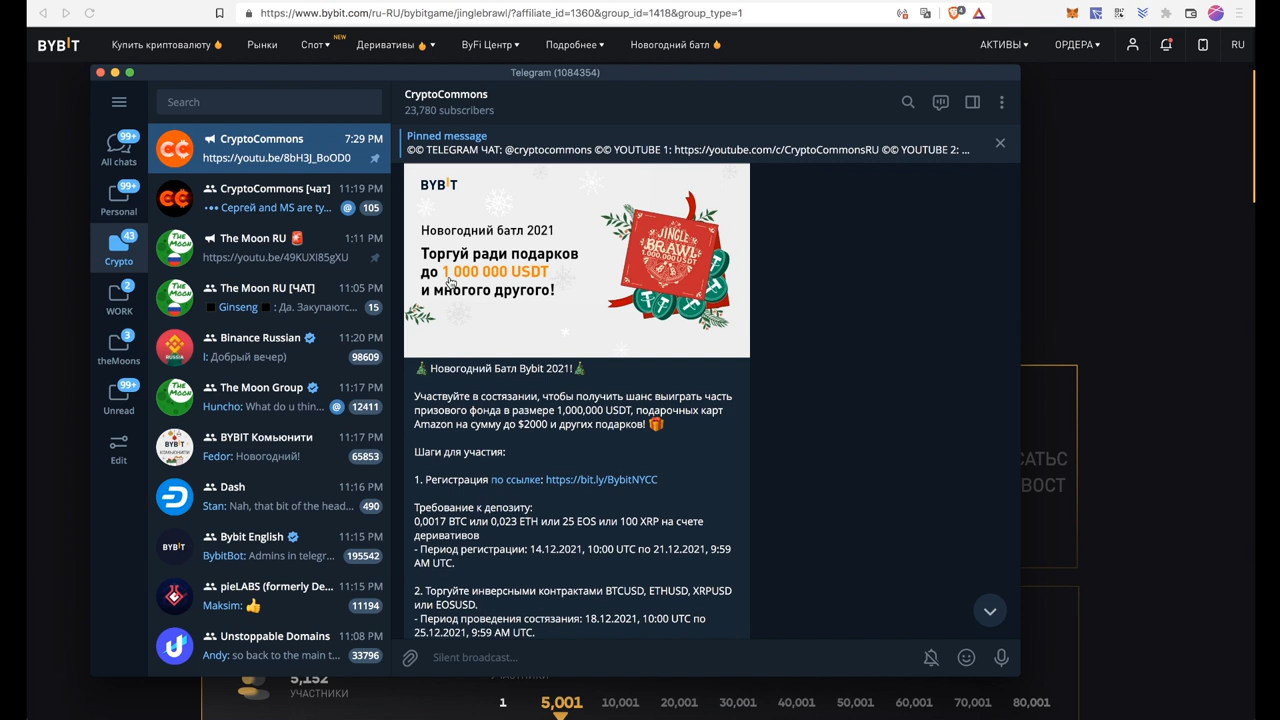 https://www.bybit.com/ru-RU/bybitgame/jinglebrawl/?affiliate_id=1360&group_id=1418&group_type=1
BYBIT
Купить криптовалюту
Рынки
Спот
NEW
Деривативы
ByFi Центр
Подробнее
Новогодний батл
АКТИВЫ
ОРДЕРА
RU
Telegram (1084354)
Search
99+
All chats
99+
Personal
43
Crypto
2
WORK
3
theMoons
99+
Unread
Edit
CryptoCommons 7:29 PM
https://youtu.be/8bH3J_BoOD0
CryptoCommons [чат] 11:19 PM
Сергей and MS are ty... @ 105
The Moon RU 1:11 PM
https://youtu.be/49KUXI85gXU
The Moon RU [ЧАТ] 11:05 PM
Ginseng : Да. Закупаютс... 15
Binance Russian 11:20 PM
I: Добрый вечер) 98609
The Moon Group 11:17 PM
Huncho: What do u thin... @ 12411
BYBIT Комьюнити 11:17 PM
Fedor: Новогодний! 65853
Dash 11:16 PM
Stan: Nah, that bit of the head... 490
Bybit English 11:15 PM
BybitBot: Admins in telegr... 195542
pieLABS (formerly De... 11:15 PM
Maksim: 👍 11194
Unstoppable Domains 11:08 PM
Andy: so back to the main t... 33796
CryptoCommons
23,780 subscribers
Pinned message
©© TELEGRAM ЧАТ: @cryptocommons ©© YOUTUBE 1: https://youtube.com/c/CryptoCommonsRU ©© YOUTUBE 2: ...
BYBIT
Новогодний батл 2021
Торгуй ради подарков
до 1 000 000 USDT
и многого другого!
JINGLE
BRAWL
1,000,000 USDT
🎄 Новогодний Батл Bybit 2021!🎄
Участвуйте в состязании, чтобы получить шанс выиграть часть
призового фонда в размере 1,000,000 USDT, подарочных карт
Amazon на сумму до $2000 и других подарков! 🎁
Шаги для участия:
1. Регистрация по ссылке: https://bit.ly/BybitNYCC
Требование к депозиту:
0,0017 BTC или 0,023 ETH или 25 EOS или 100 XRP на счете
деривативов
- Период регистрации: 14.12.2021, 10:00 UTC по 21.12.2021, 9:59
AM UTC.
2. Торгуйте инверсными контрактами BTCUSD, ETHUSD, XRPUSD
или EOSUSD.
- Период проведения состязания: 18.12.2021, 10:00 UTC по
25.12.2021, 9:59 AM UTC.
Silent broadcast...
САТЬС
ВОСТ
5,152
УЧАСТНИКИ
1 5,001 10,001 20,001 30,001 40,001 50,001 60,001 70,001 80,001